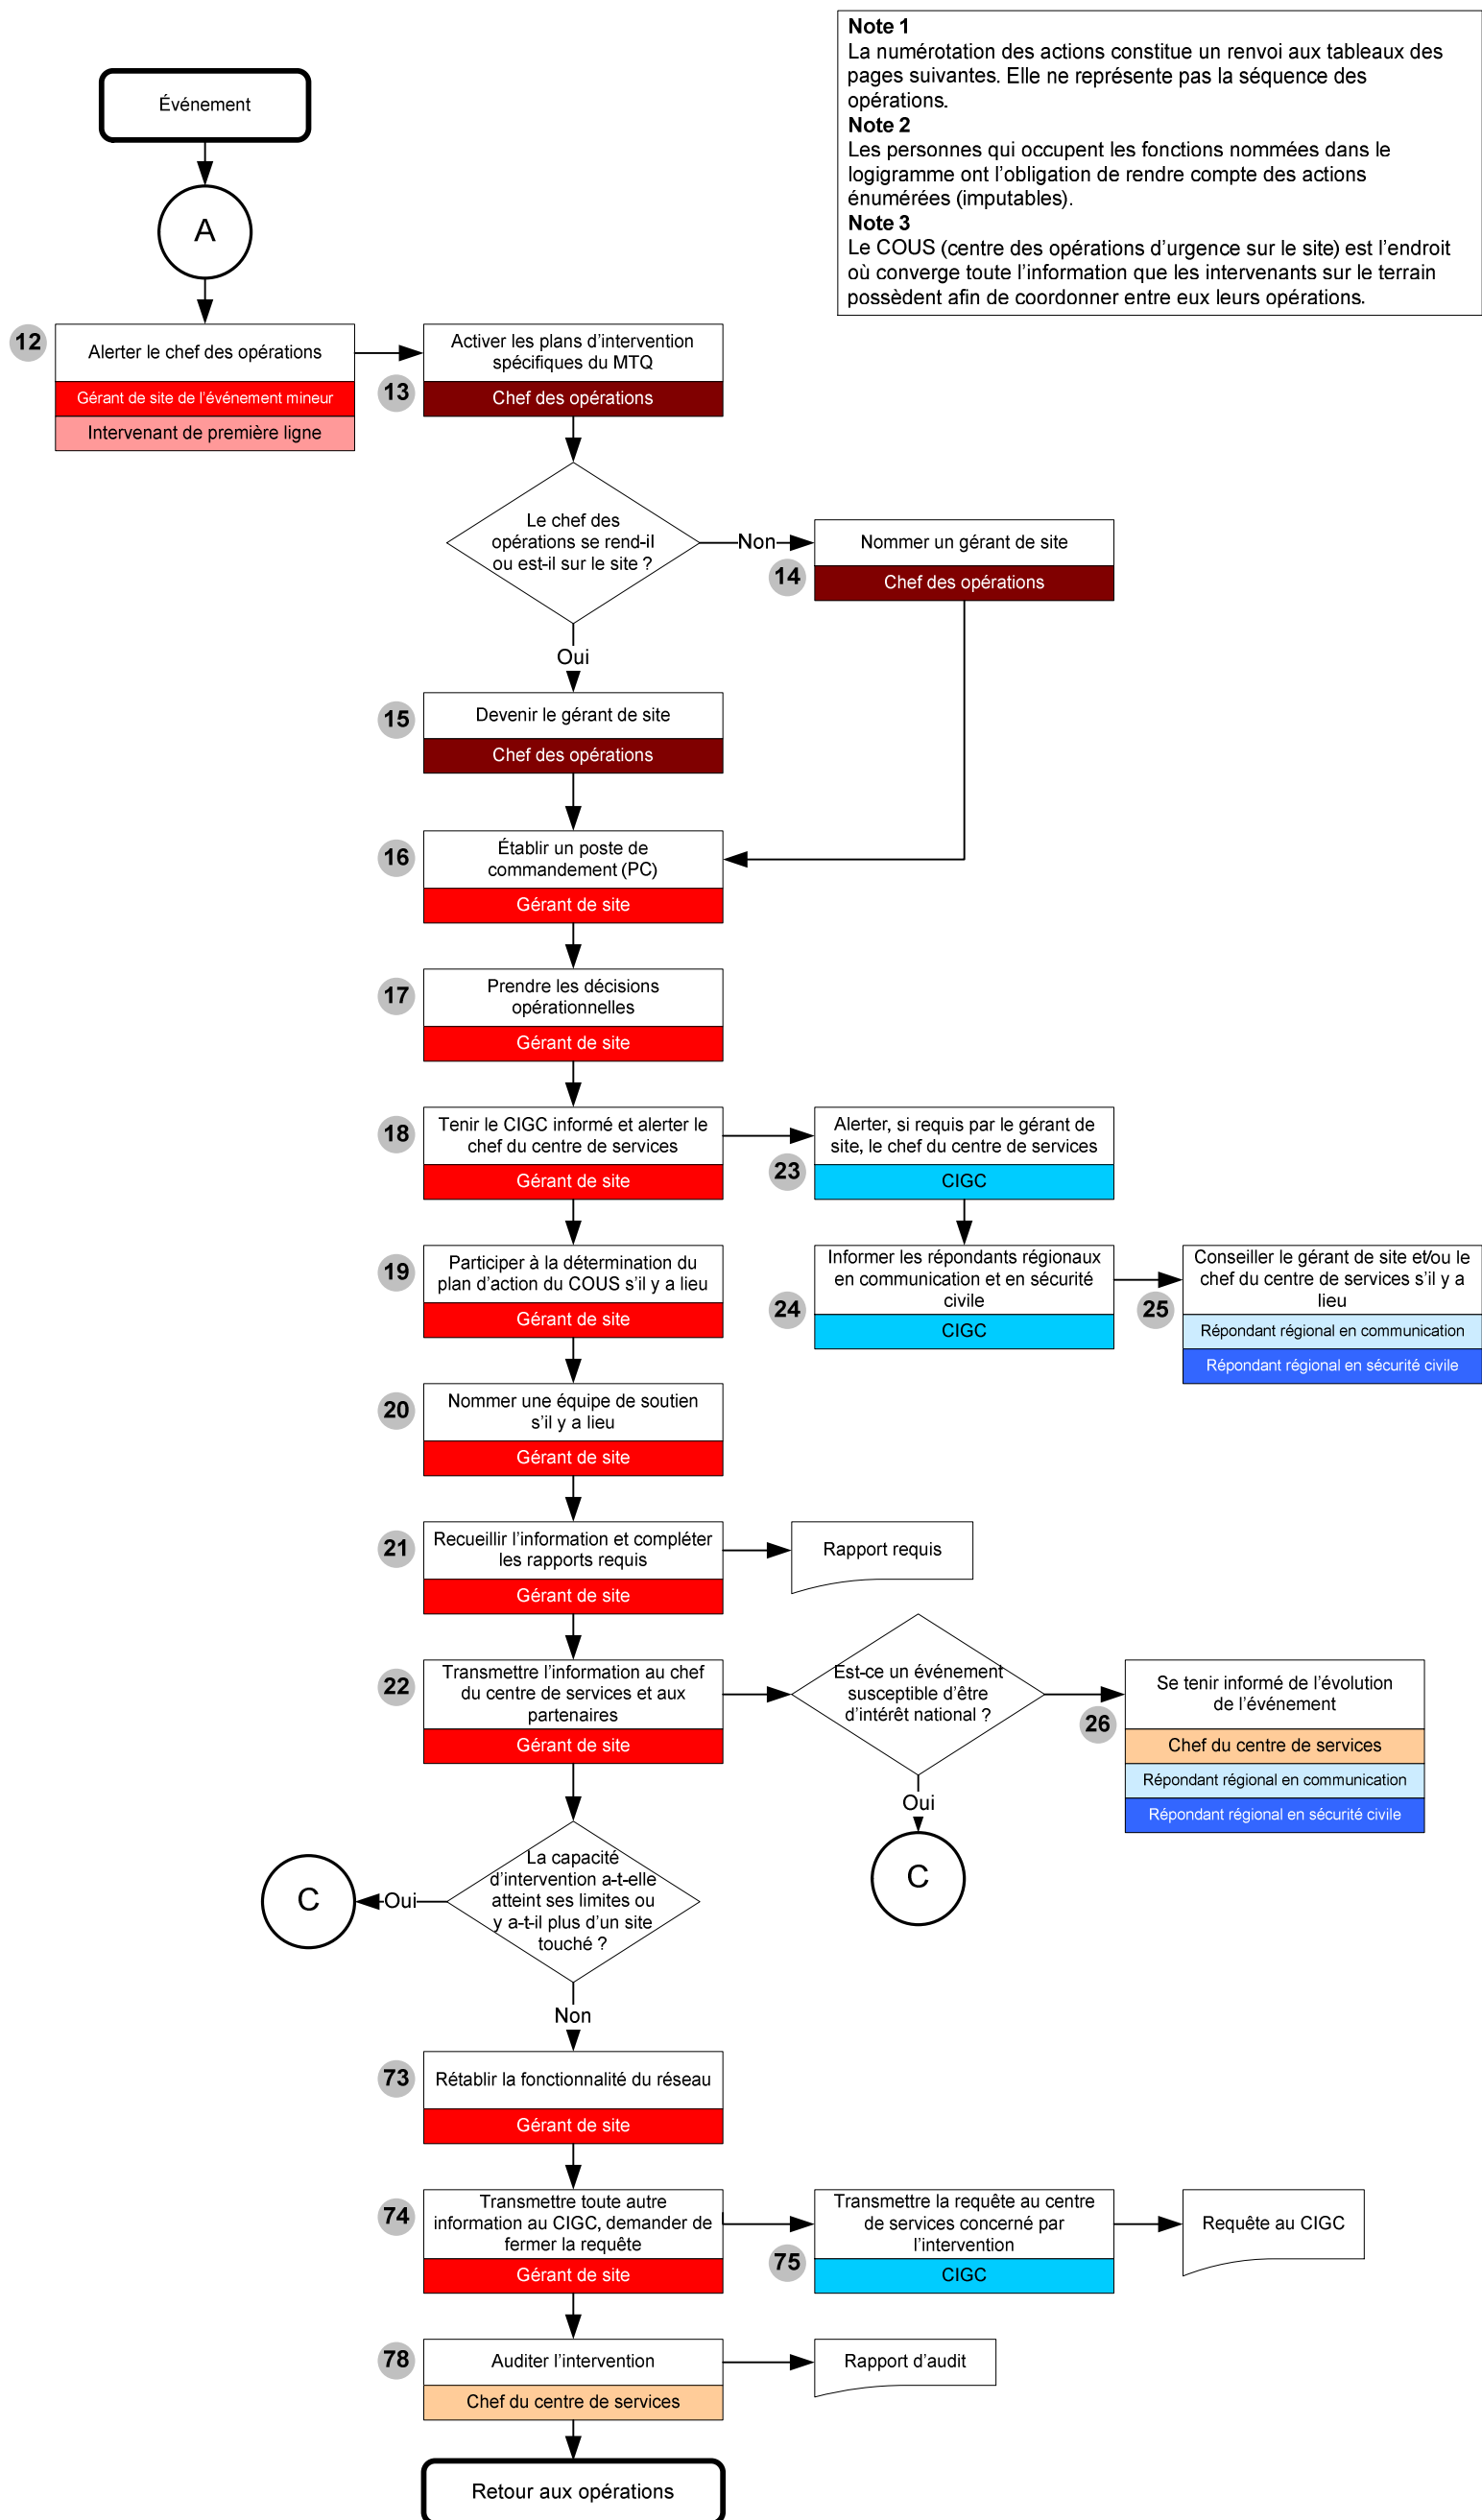 Note 1
La numérotation des actions constitue un renvoi aux tableaux des
pages suivantes. Elle ne représente pas la séquence des
opérations.
Note 2
Les personnes qui occupent les fonctions nommées dans le
logigramme ont l'obligation de rendre compte des actions
énumérées (imputables).
Note 3
Le COUS (centre des opérations d'urgence sur le site) est l'endroit
où converge toute l'information que les intervenants sur le terrain
possèdent afin de coordonner entre eux leurs opérations.
Événement
A
12
Alerter le chef des opérations
Gérant de site de l'événement mineur
Intervenant de première ligne
13
Activer les plans d'intervention
spécifiques du MTQ
Chef des opérations
Le chef des
opérations se rend-il
ou est-il sur le site ?
Non
14
Nommer un gérant de site
Chef des opérations
Oui
15
Devenir le gérant de site
Chef des opérations
16
Établir un poste de
commandement (PC)
Gérant de site
17
Prendre les décisions
opérationnelles
Gérant de site
18
Tenir le CIGC informé et alerter le
chef du centre de services
Gérant de site
23
Alerter, si requis par le gérant de
site, le chef du centre de services
CIGC
19
Participer à la détermination du
plan d'action du COUS s'il y a lieu
Gérant de site
24
Informer les répondants régionaux
en communication et en sécurité
civile
CIGC
25
Conseiller le gérant de site et/ou le
chef du centre de services s'il y a
lieu
Répondant régional en communication
Répondant régional en sécurité civile
20
Nommer une équipe de soutien
s'il y a lieu
Gérant de site
21
Recueillir l'information et compléter
les rapports requis
Gérant de site
Rapport requis
22
Transmettre l'information au chef
du centre de services et aux
partenaires
Gérant de site
Est-ce un événement
susceptible d'être
d'intérêt national ?
26
Se tenir informé de l'évolution
de l'événement
Chef du centre de services
Répondant régional en communication
Répondant régional en sécurité civile
Oui
C
La capacité
d'intervention a-t-elle
atteint ses limites ou
y a-t-il plus d'un site
touché ?
Oui
C
Non
73
Rétablir la fonctionnalité du réseau
Gérant de site
74
Transmettre toute autre
information au CIGC, demander de
fermer la requête
Gérant de site
75
Transmettre la requête au centre
de services concerné par
l'intervention
CIGC
Requête au CIGC
78
Auditer l'intervention
Chef du centre de services
Rapport d'audit
Retour aux opérations